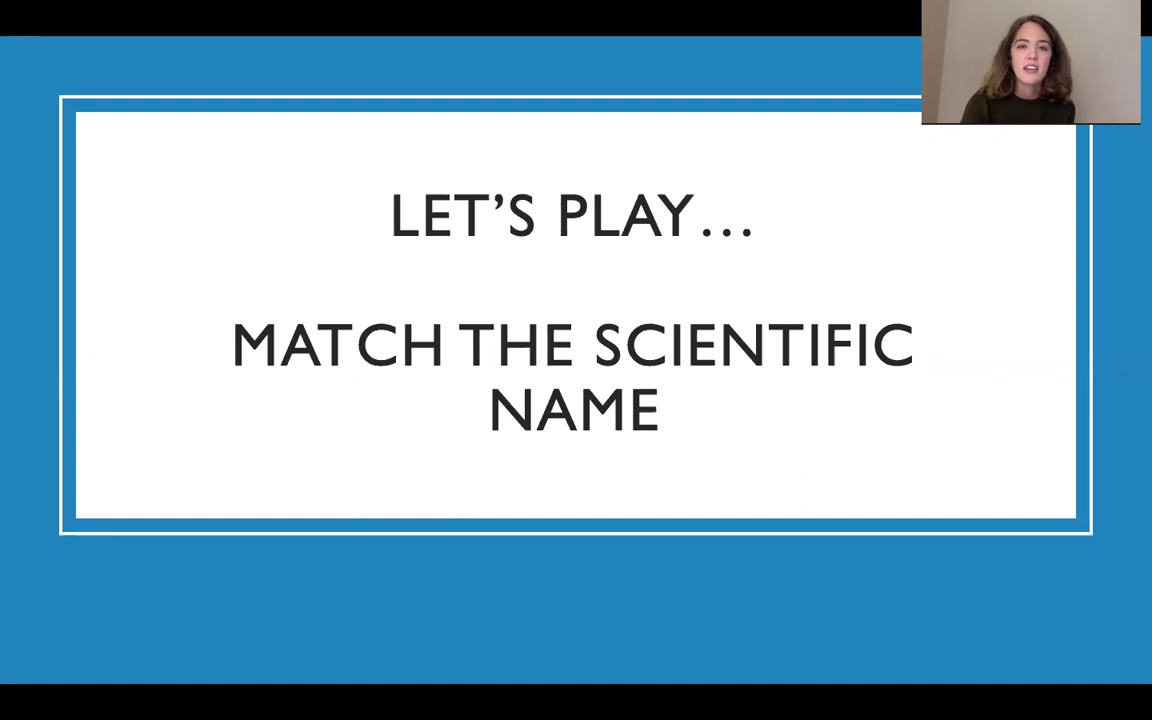 LET’S PLAY…
MATCH THE SCIENTIFIC
NAME